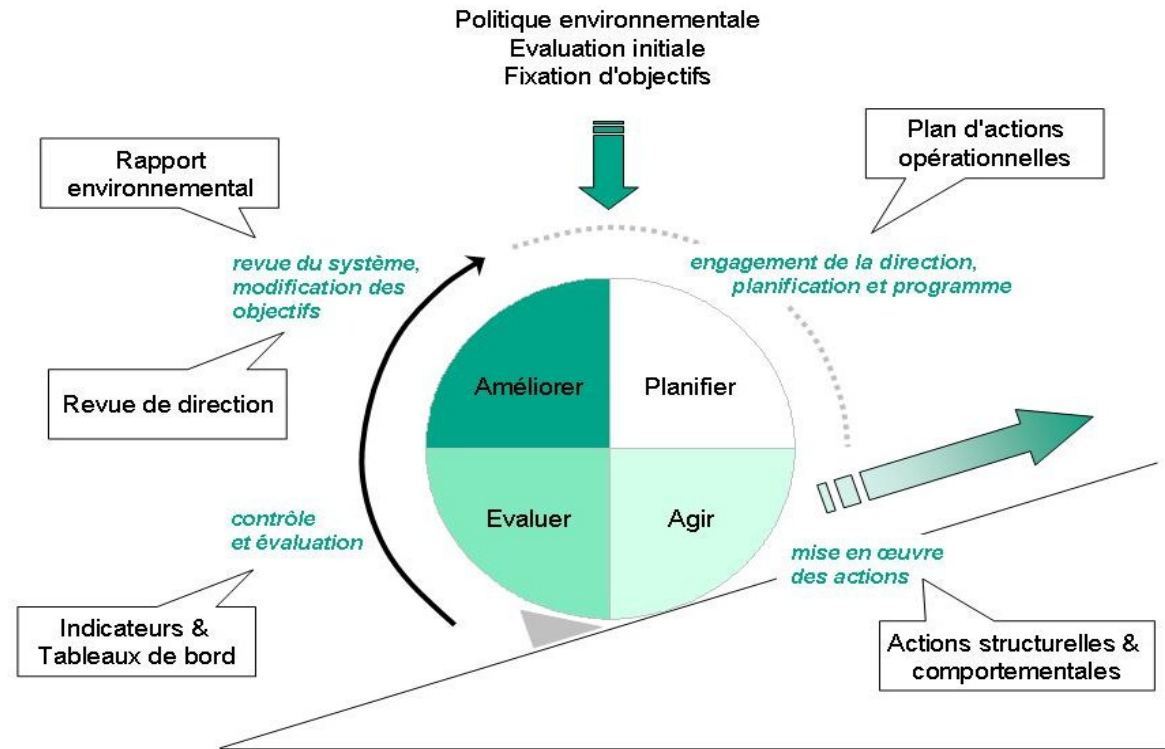 Politique environnementale
Evaluation initiale
Fixation d'objectifs
Plan d'actions
opérationnelles
Rapport
environnemental
revue du système,
modification des
objectifs
engagement de la direction,
planification et programme
Améliorer
Planifier
Revue de direction
Evaluer
Agir
contrôle
et évaluation
mise en œuvre
des actions
Indicateurs &
Tableaux de bord
Actions structurelles &
comportementales